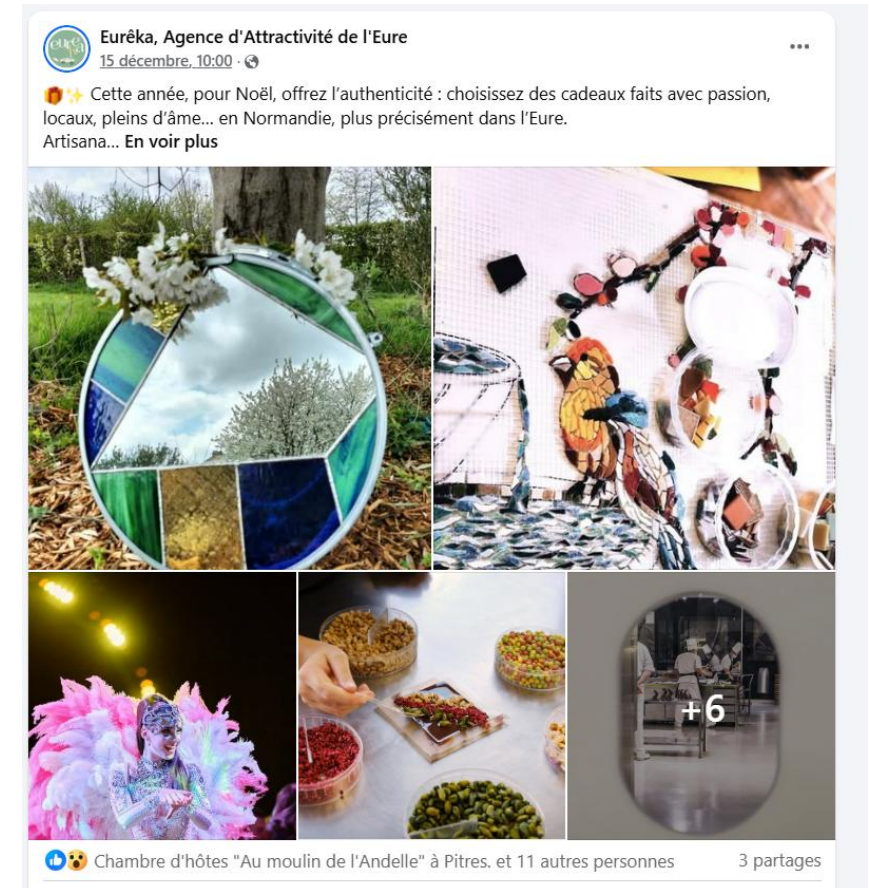 eurêka
Eurêka, Agence d'Attractivité de l'Eure
15 décembre, 10:00 ·
🎁✨ Cette année, pour Noël, offrez l’authenticité : choisissez des cadeaux faits avec passion,
locaux, pleins d’âme… en Normandie, plus précisément dans l’Eure.
Artisana… En voir plus
+6
Chambre d'hôtes "Au moulin de l'Andelle" à Pitres. et 11 autres personnes
3 partages